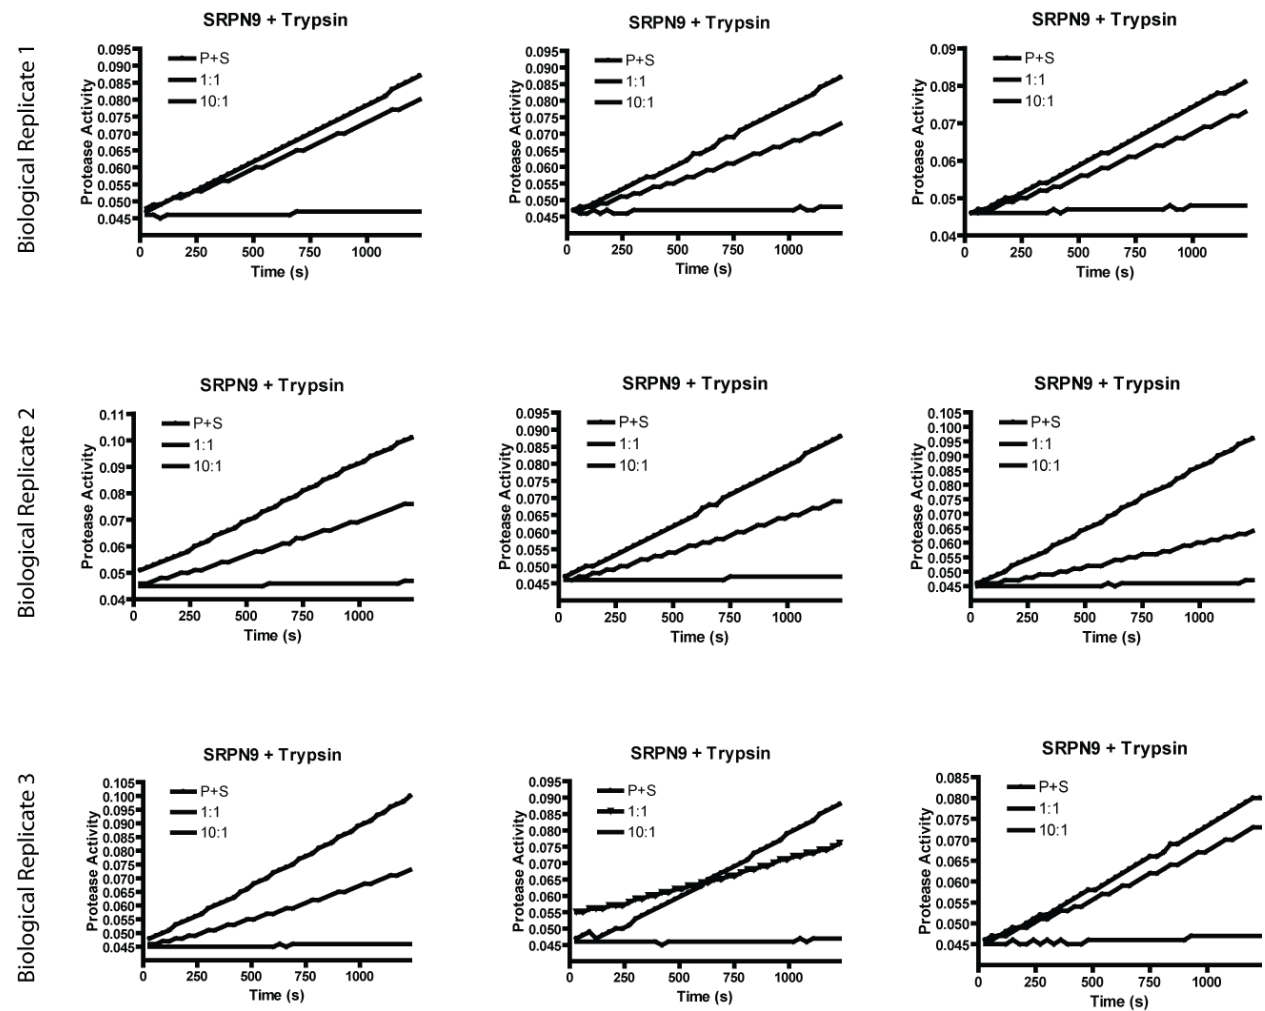 Biological Replicate 1
SRPN9 + Trypsin
Protease Activity
0.095
0.090
0.085
0.080
0.075
0.070
0.065
0.060
0.055
0.050
0.045
P+S
1:1
10:1
0 250 500 750 1000
Time (s)
SRPN9 + Trypsin
Protease Activity
0.095
0.090
0.085
0.080
0.075
0.070
0.065
0.060
0.055
0.050
0.045
P+S
1:1
10:1
0 250 500 750 1000
Time (s)
SRPN9 + Trypsin
Protease Activity
0.09
0.08
0.07
0.06
0.05
0.04
P+S
1:1
10:1
0 250 500 750 1000
Time (s)
Biological Replicate 2
SRPN9 + Trypsin
Protease Activity
0.11
0.10
0.09
0.08
0.07
0.06
0.05
0.04
P+S
1:1
10:1
0 250 500 750 1000
Time (s)
SRPN9 + Trypsin
Protease Activity
0.095
0.090
0.085
0.080
0.075
0.070
0.065
0.060
0.055
0.050
0.045
P+S
1:1
10:1
0 250 500 750 1000
Time (s)
SRPN9 + Trypsin
Protease Activity
0.105
0.100
0.095
0.090
0.085
0.080
0.075
0.070
0.065
0.060
0.055
0.050
0.045
P+S
1:1
10:1
0 250 500 750 1000
Time (s)
Biological Replicate 3
SRPN9 + Trypsin
Protease Activity
0.105
0.100
0.095
0.090
0.085
0.080
0.075
0.070
0.065
0.060
0.055
0.050
0.045
P+S
1:1
10:1
0 250 500 750 1000
Time (s)
SRPN9 + Trypsin
Protease Activity
0.095
0.090
0.085
0.080
0.075
0.070
0.065
0.060
0.055
0.050
0.045
P+S
1:1
10:1
0 250 500 750 1000
Time (s)
SRPN9 + Trypsin
Protease Activity
0.085
0.080
0.075
0.070
0.065
0.060
0.055
0.050
0.045
P+S
1:1
10:1
0 250 500 750 1000
Time (s)